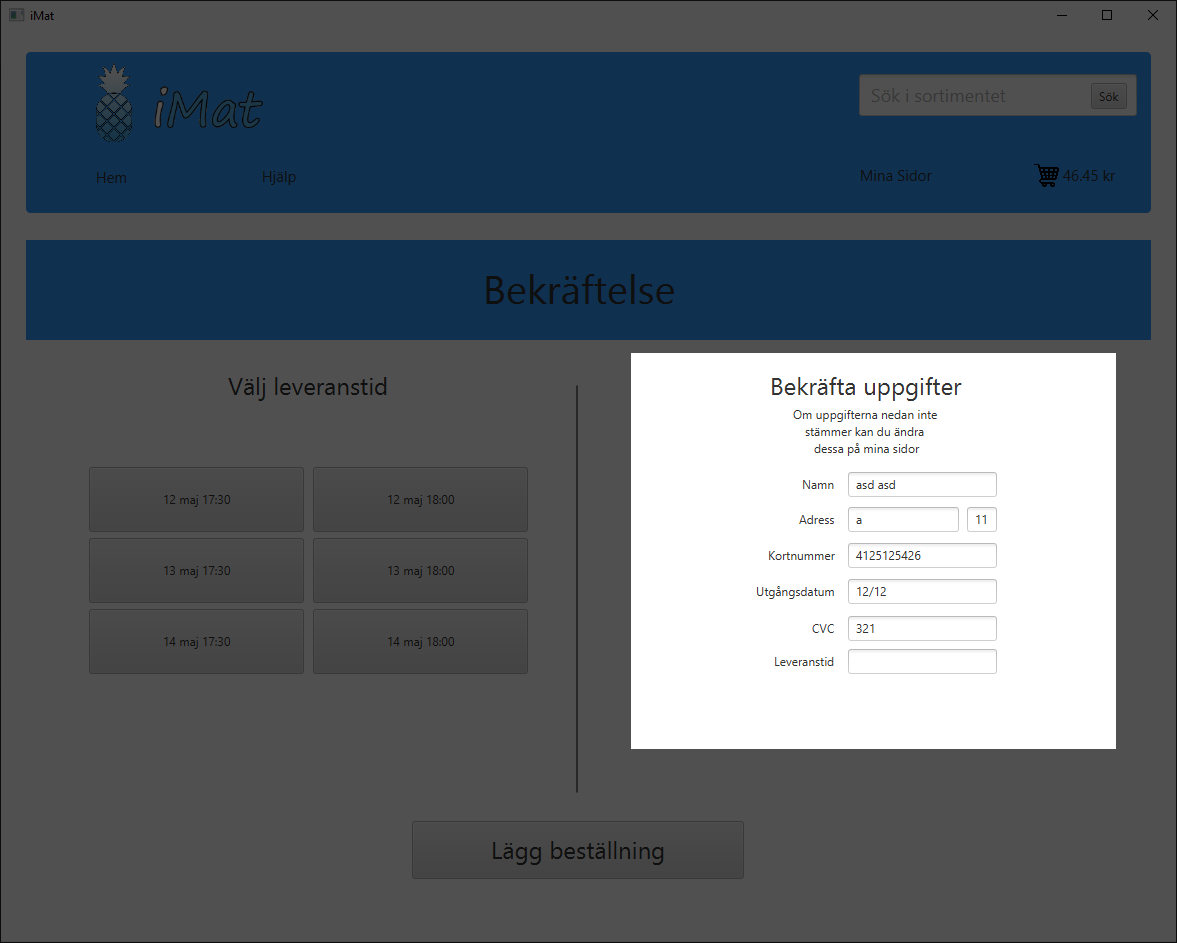 iMat
iMat
Sök i sortimentet
Sök
Hem
Hjälp
Mina Sidor
46.45 kr
Bekräftelse
Välj leveranstid
12 maj 17:30
12 maj 18:00
13 maj 17:30
13 maj 18:00
14 maj 17:30
14 maj 18:00
Bekräfta uppgifter
Om uppgifterna nedan inte
stämmer kan du ändra
dessa på mina sidor
Namn asd asd
Adress a 11
Kortnummer 4125125426
Utgångsdatum 12/12
CVC 321
Leveranstid
Lägg beställning